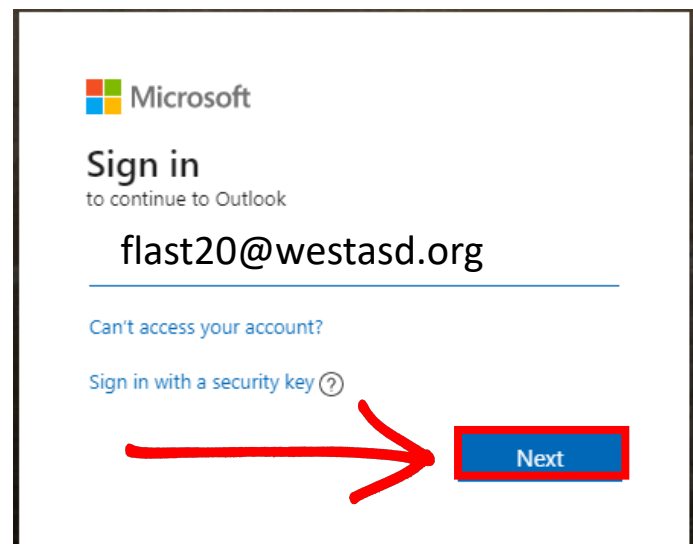 Microsoft
Sign in
to continue to Outlook
flast20@westasd.org
Can't access your account?
Sign in with a security key ?
Next